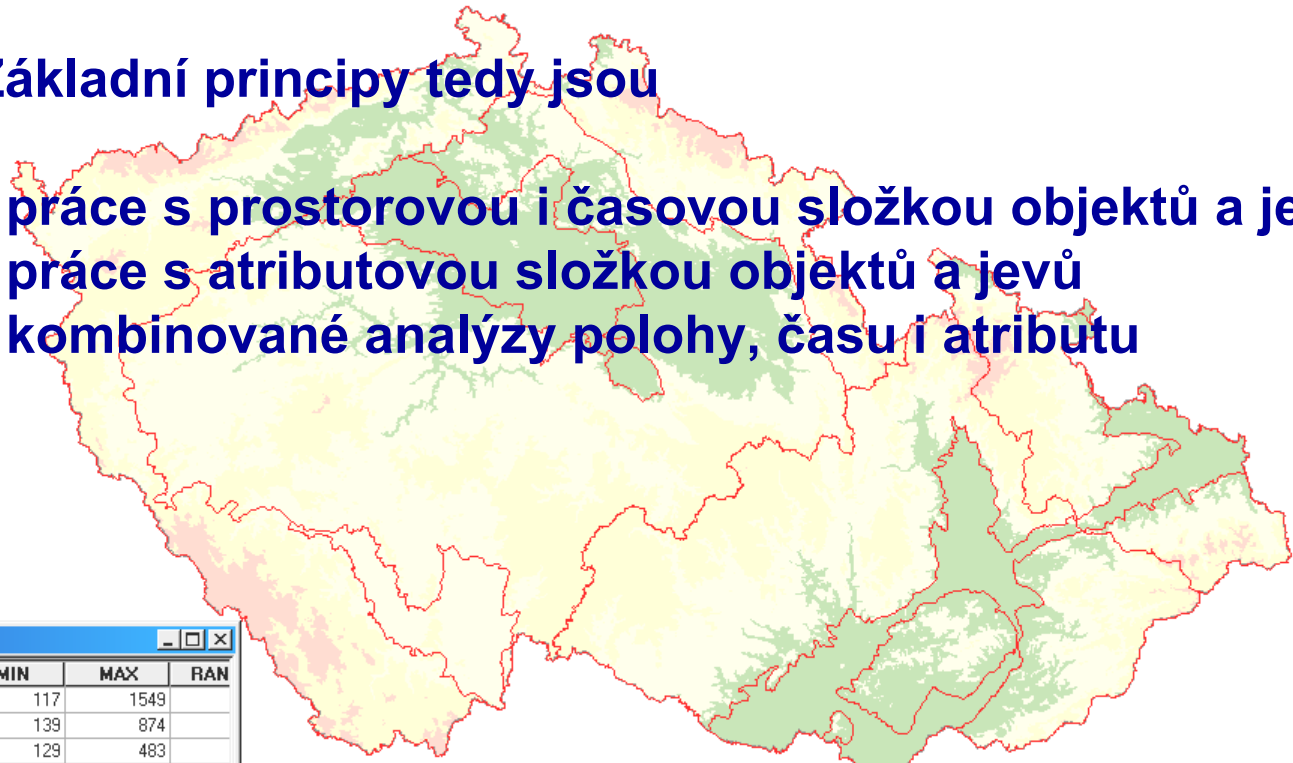 Základní principy tedy jsou
práce s prostorovou i časovou složkou objektů a je
práce s atributovou složkou objektů a jevů
kombinované analýzy polohy, času i atributu
MIN MAX RAN
117 1549
139 874
129 483